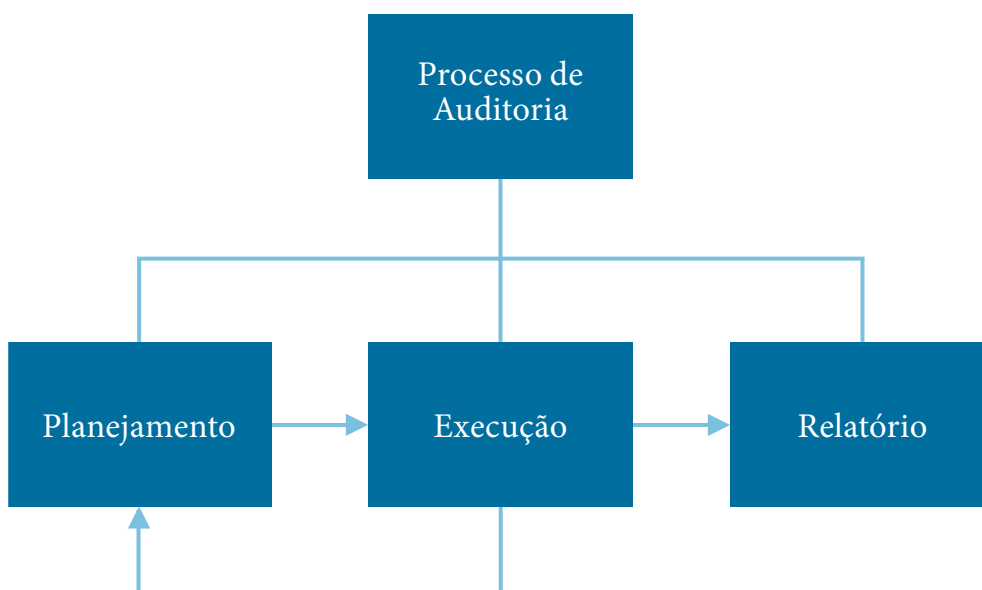 Processo de
Auditoria
Planejamento
Execução
Relatório